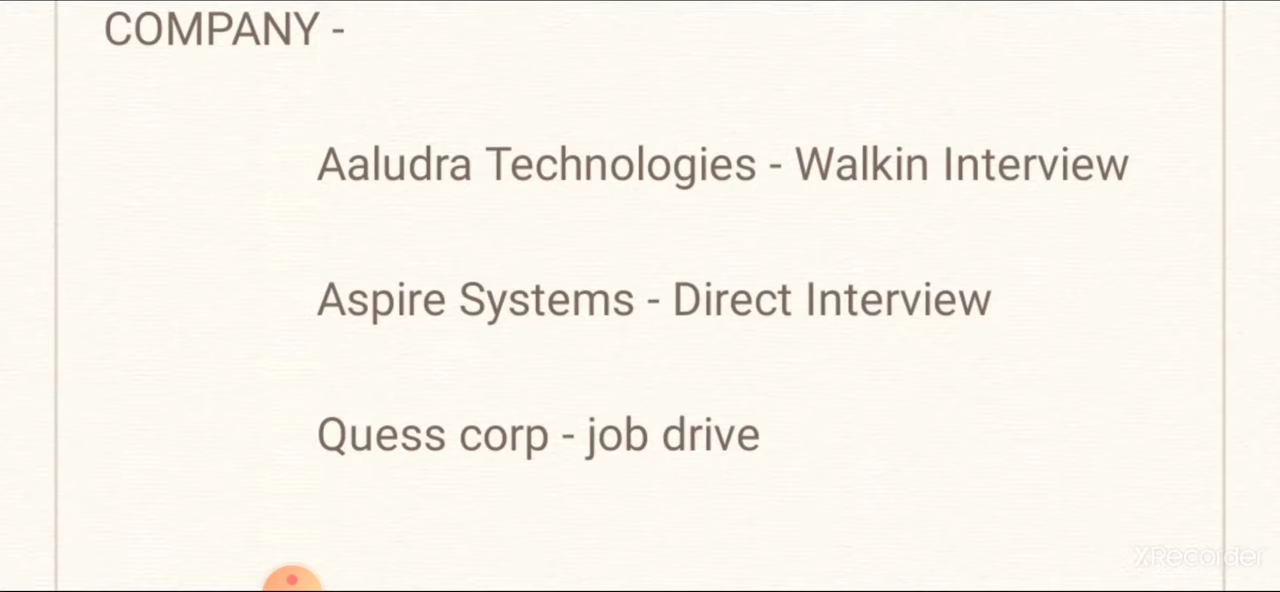 COMPANY -
Aaludra Technologies - Walkin Interview
Aspire Systems - Direct Interview
Quess corp - job drive
XRecorder